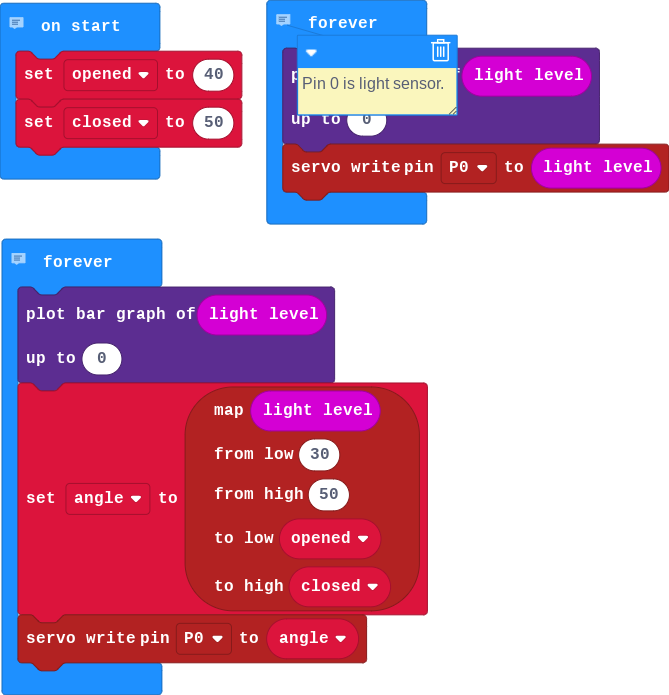 on start
set opened to 40
set closed to 50
forever
light level
Pin 0 is light sensor.
up to 0
servo write pin P0 to light level
forever
plot bar graph of light level
up to 0
set angle to
map light level
from low 30
from high 50
to low opened
to high closed
servo write pin P0 to angle